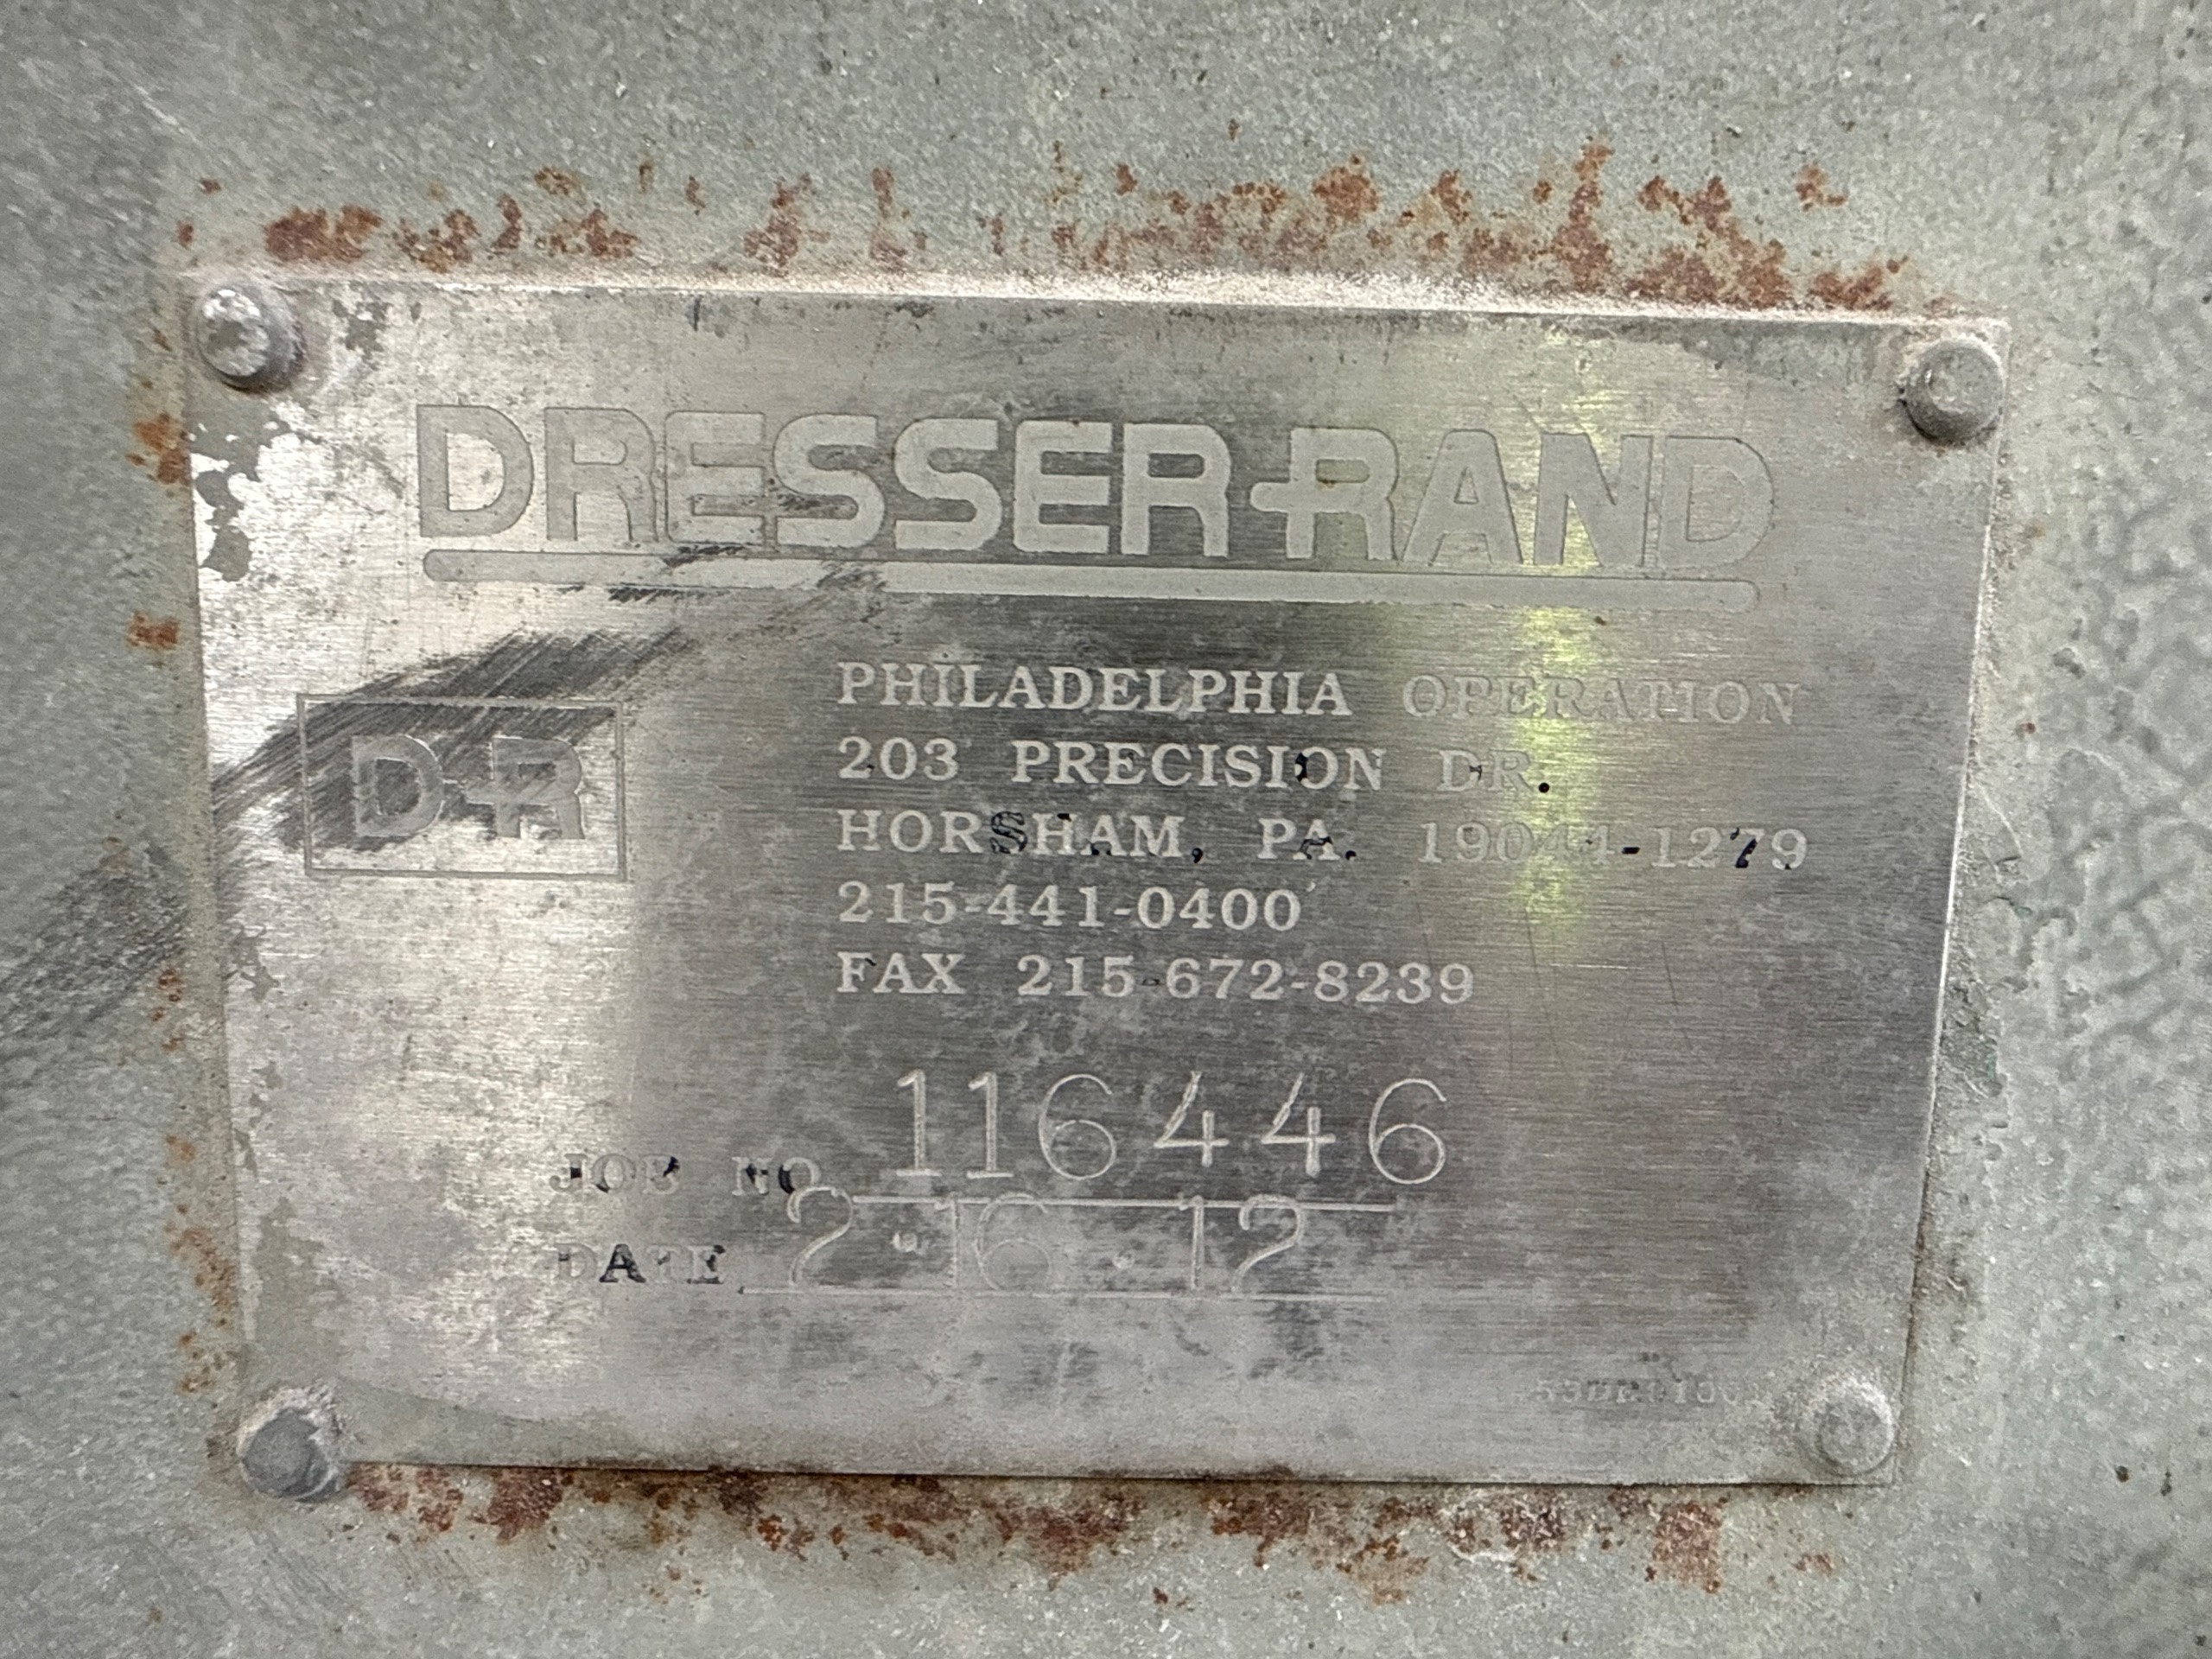 DRESSER-RAND
D-R
PHILADELPHIA OPERATION
203 PRECISION DR.
HORSHAM, PA. 19044-1279
215-441-0400
FAX 215-672-8239
JOB NO 116446
DATE 2.16.12